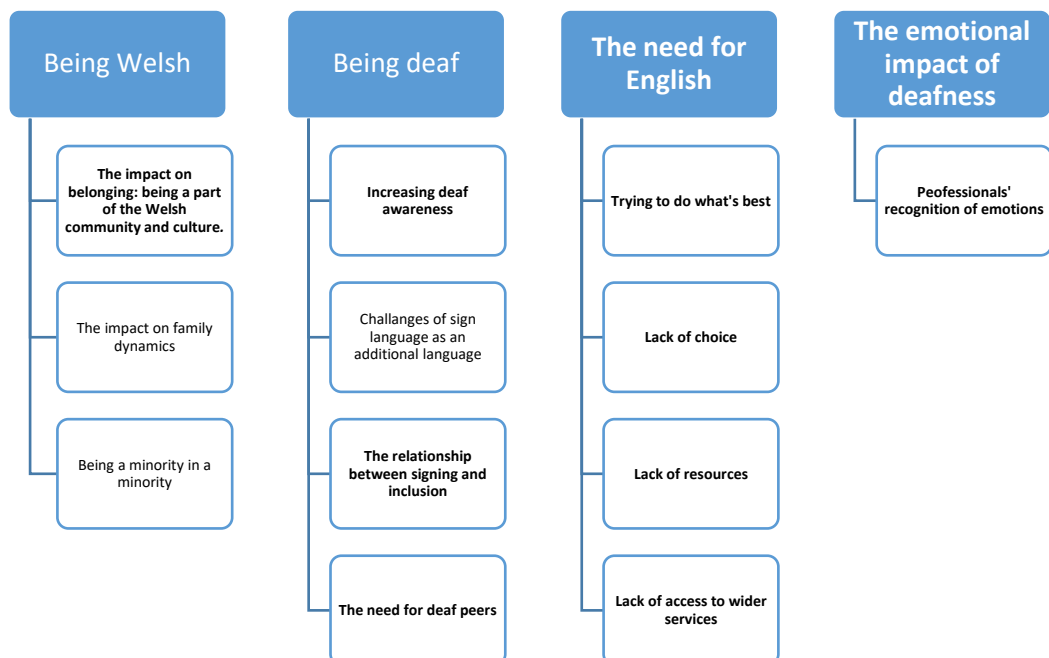 Being Welsh
The impact on
belonging: being a part
of the Welsh
community and culture.
The impact on family
dynamics
Being a minority in a
minority
Being deaf
Increasing deaf
awareness
Challanges of sign
language as an
additional language
The relationship
between signing and
inclusion
The need for deaf peers
The need for
English
Trying to do what's best
Lack of choice
Lack of resources
Lack of access to wider
services
The emotional
impact of
deafness
Peofessionals'
recognition of emotions